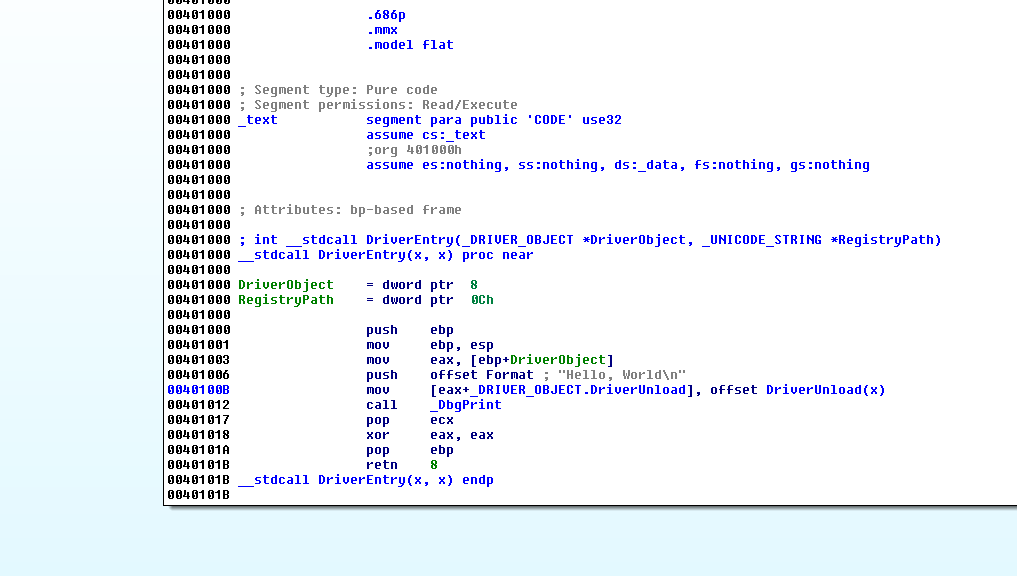 00401000
00401000 .686p
00401000 .mmx
00401000 .model flat
00401000
00401000
00401000 ; Segment type: Pure code
00401000 ; Segment permissions: Read/Execute
00401000 _text segment para public 'CODE' use32
00401000 assume cs:_text
00401000 ;org 401000h
00401000 assume es:nothing, ss:nothing, ds:_data, fs:nothing, gs:nothing
00401000
00401000
00401000 ; Attributes: bp-based frame
00401000
00401000 ; int __stdcall DriverEntry(_DRIVER_OBJECT *DriverObject, _UNICODE_STRING *RegistryPath)
00401000 __stdcall DriverEntry(x, x) proc near
00401000
00401000 DriverObject = dword ptr 8
00401000 RegistryPath = dword ptr 0Ch
00401000
00401000 push ebp
00401001 mov ebp, esp
00401003 mov eax, [ebp+DriverObject]
00401006 push offset Format ; "Hello, World\n"
0040100B mov [eax+_DRIVER_OBJECT.DriverUnload], offset DriverUnload(x)
00401012 call _DbgPrint
00401017 pop ecx
00401018 xor eax, eax
0040101A pop ebp
0040101B retn 8
0040101B __stdcall DriverEntry(x, x) endp
0040101B